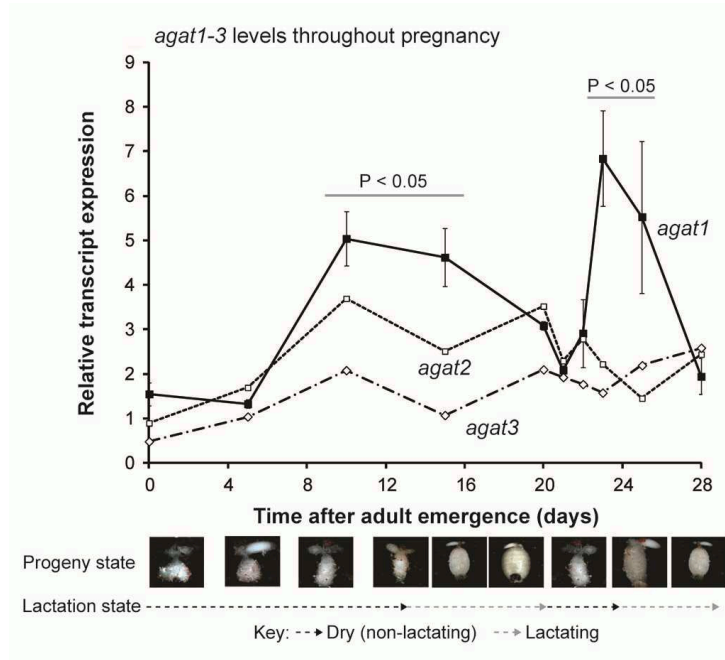 agat1-3 levels throughout pregnancy
9
8
7
6
5
4
3
2
1
0
Relative transcript expression
P < 0.05
P < 0.05
agat1
agat2
agat3
0 4 8 12 16 20 24 28
Time after adult emergence (days)
Progeny state
Lactation state
Key: Dry (non-lactating) Lactating